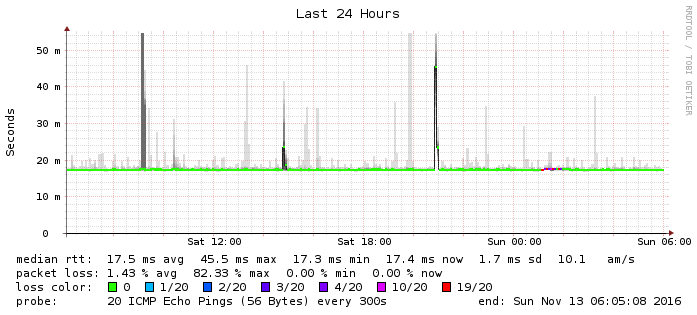 Last 24 Hours
RRDTOOL / TOBI OETIKER
Seconds
50 m
40 m
30 m
20 m
10 m
0
Sat 12:00 Sat 18:00 Sun 00:00 Sun 06:00
median rtt: 17.5 ms avg 45.5 ms max 17.3 ms min 17.4 ms now 1.7 ms sd 10.1 am/s
packet loss: 1.43 % avg 82.33 % max 0.00 % min 0.00 % now
loss color: 0 1/20 2/20 3/20 4/20 10/20 19/20
probe: 20 ICMP Echo Pings (56 Bytes) every 300s end: Sun Nov 13 06:05:08 2016